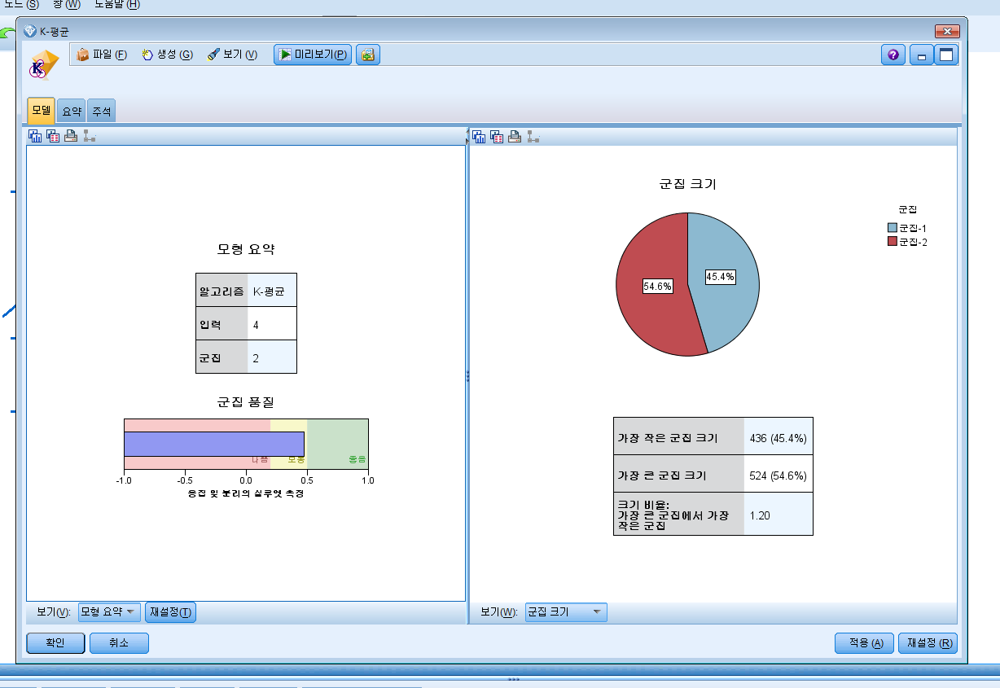 노드 (S) 창 (W) 도움말 (H)
K-평균
파일 (F) 생성 (G) 보기 (V) 미리보기(P)
모델 요약 주석
모형 요약
알고리즘 K-평균
입력 4
군집 2
군집 품질
나쁨 보통 좋음
-1.0 -0.5 0.0 0.5 1.0
응집 및 분리의 실루엣 측정
보기(V): 모형 요약 재설정(T)
군집 크기
군집
군집-1
군집-2
54.6%
45.4%
가장 작은 군집 크기 436 (45.4%)
가장 큰 군집 크기 524 (54.6%)
크기 비율:
가장 큰 군집에서 가장
작은 군집
1.20
보기(W): 군집 크기
확인 취소 적용 (A) 재설정 (R)